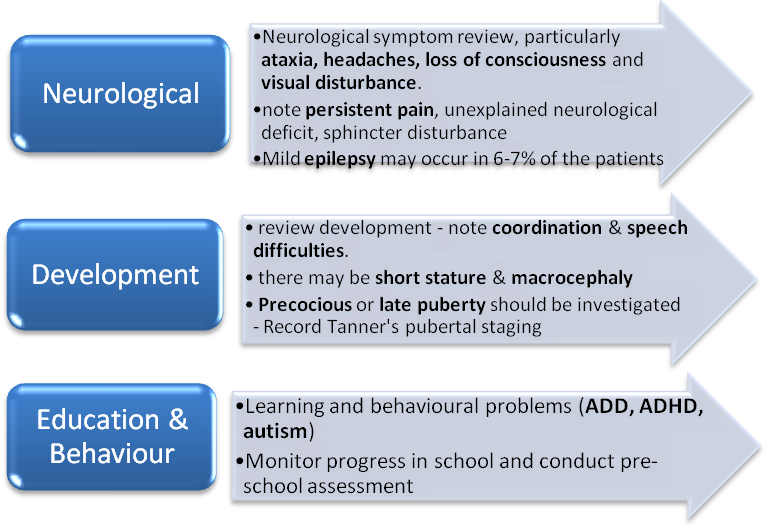 Neurological
•Neurological symptom review, particularly
ataxia, headaches, loss of consciousness and
visual disturbance.
•note persistent pain, unexplained neurological
deficit, sphincter disturbance
•Mild epilepsy may occur in 6-7% of the patients
Development
• review development - note coordination & speech
difficulties.
• there may be short stature & macrocephaly
• Precocious or late puberty should be investigated
- Record Tanner's pubertal staging
Education &
Behaviour
•Learning and behavioural problems (ADD, ADHD,
autism)
•Monitor progress in school and conduct pre-
school assessment